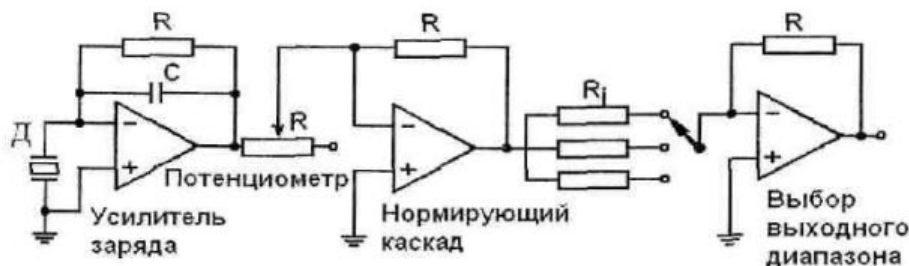 R
C
Д
−
+
Усилитель
заряда
R
Потенциометр
R
−
+
Нормирующий
каскад
Ri
R
−
+
Выбор
выходного
диапазона